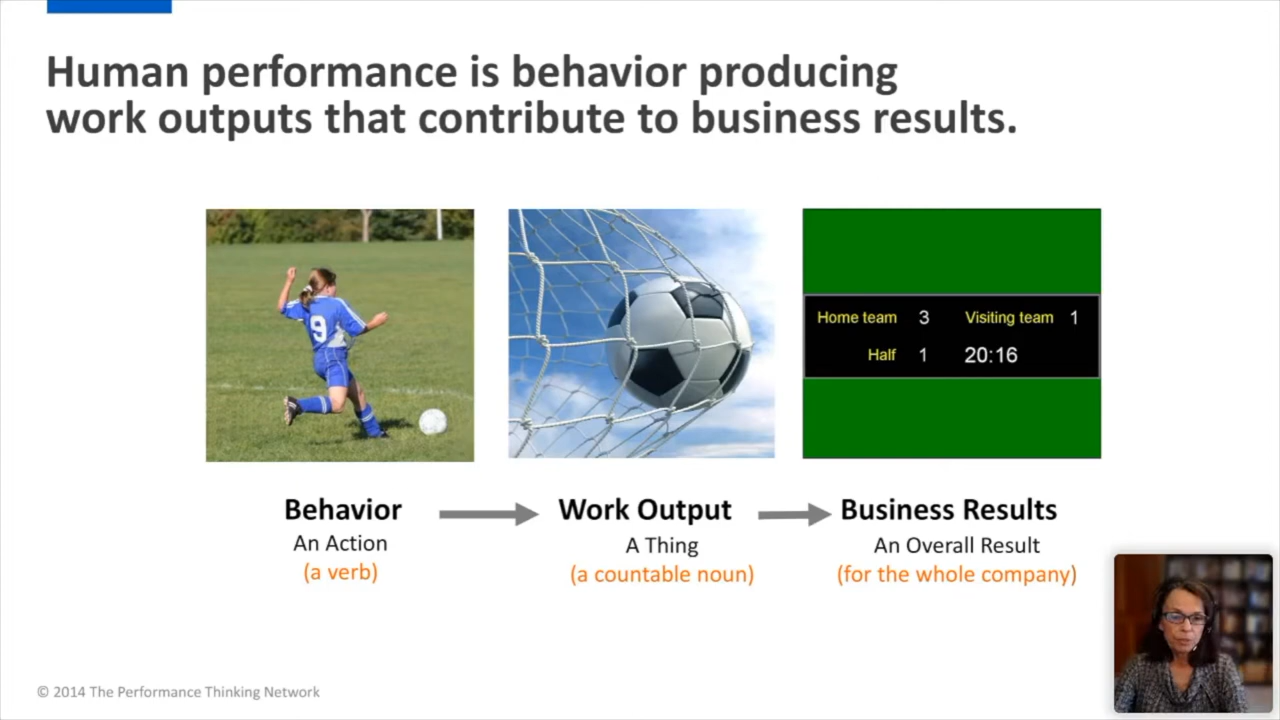 Human performance is behavior producing
work outputs that contribute to business results.
9
Home team 3 Visiting team 1
Half 1 20:16
Behavior
An Action
(a verb)
Work Output
A Thing
(a countable noun)
Business Results
An Overall Result
(for the whole company)
© 2014 The Performance Thinking Network